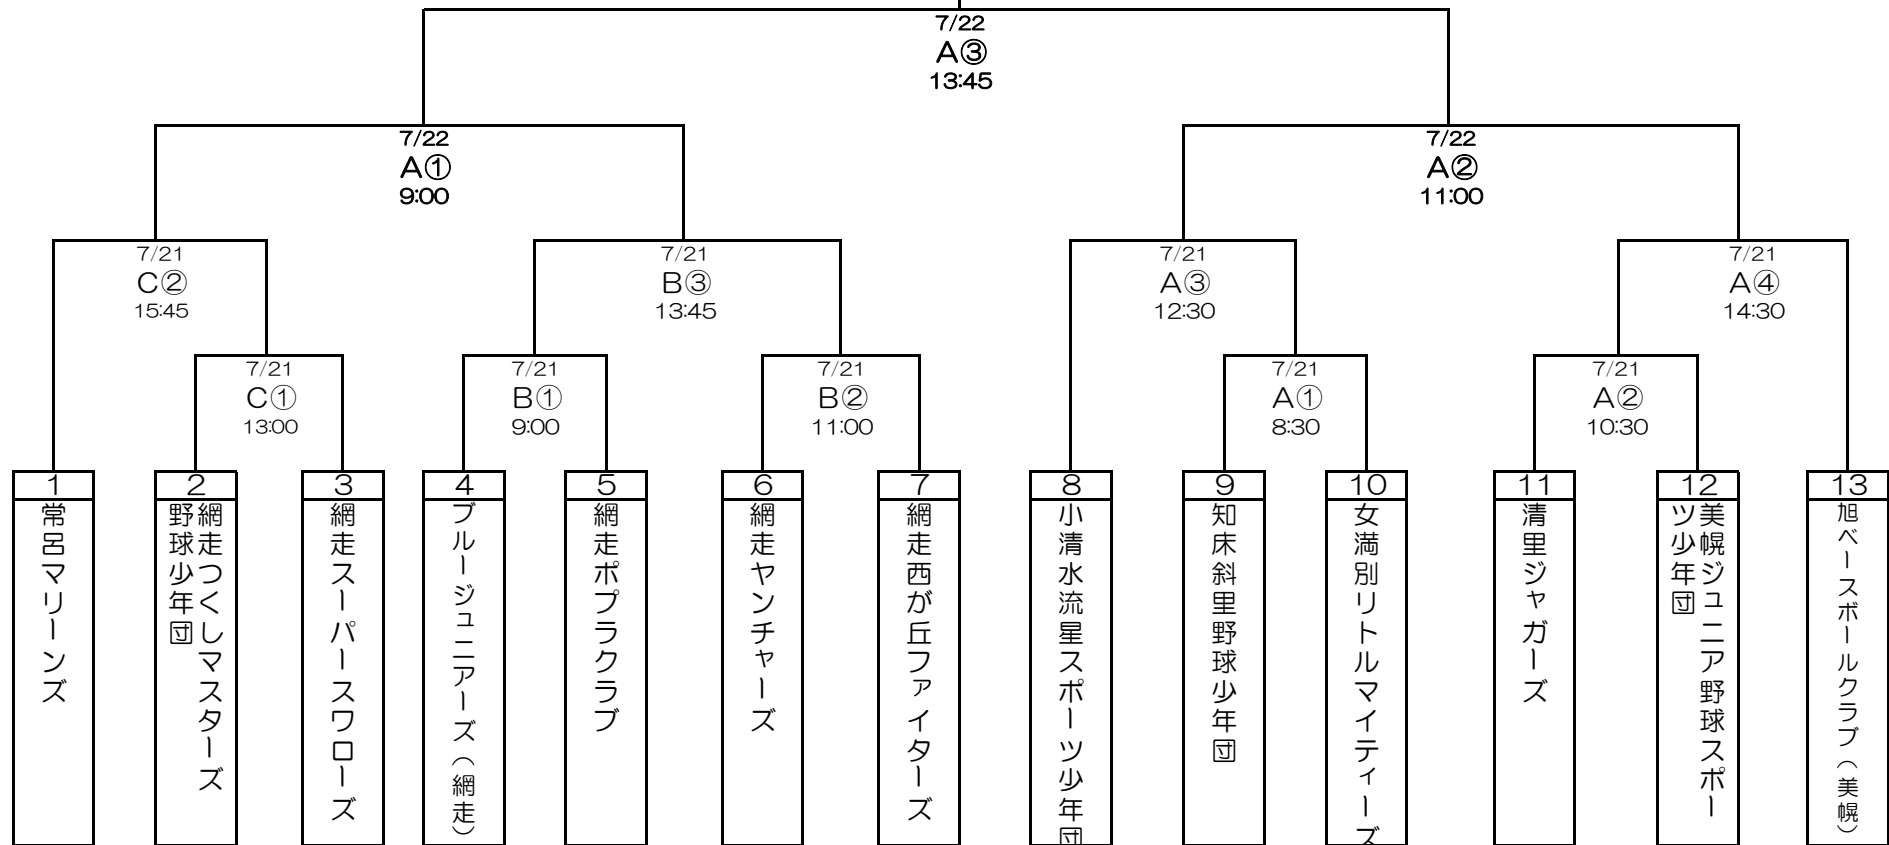 7/22
A③
13:45
7/22
A①
9:00
7/22
A②
11:00
7/21
C②
15:45
7/21
B③
13:45
7/21
A③
12:30
7/21
A④
14:30
7/21
C①
13:00
7/21
B①
9:00
7/21
B②
11:00
7/21
A①
8:30
7/21
A②
10:30
1
常呂マリーンズ
2
網走つくしマスターズ
野球少年団
3
網走スーパースワローズ
4
ブルージュニアーズ（網走）
5
網走ポプラクラブ
6
網走ヤンチャーズ
7
網走西が丘ファイターズ
8
小清水流星スポーツ少年団
9
知床斜里野球少年団
10
女満別リトルマイティーズ
11
清里ジャガーズ
12
美幌ジュニア野球スポー
ツ少年団
13
旭ベースボールクラブ（美幌）